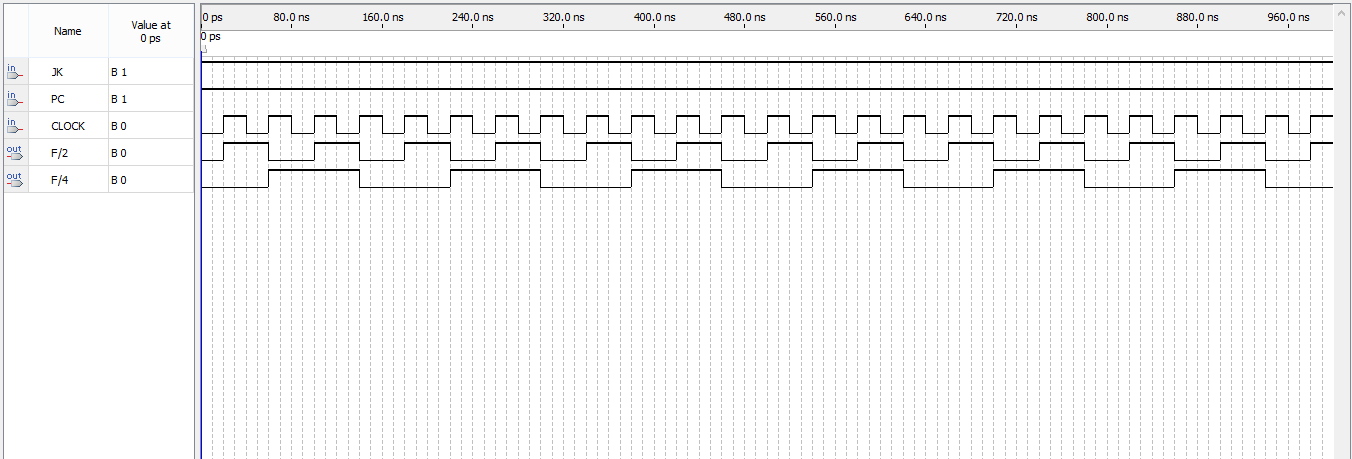 Name
Value at
0 ps
0 ps
80.0 ns
160.0 ns
240.0 ns
320.0 ns
400.0 ns
480.0 ns
560.0 ns
640.0 ns
720.0 ns
800.0 ns
880.0 ns
960.0 ns
0 ps
in
JK
B 1
in
PC
B 1
in
CLOCK
B 0
out
F/2
B 0
out
F/4
B 0